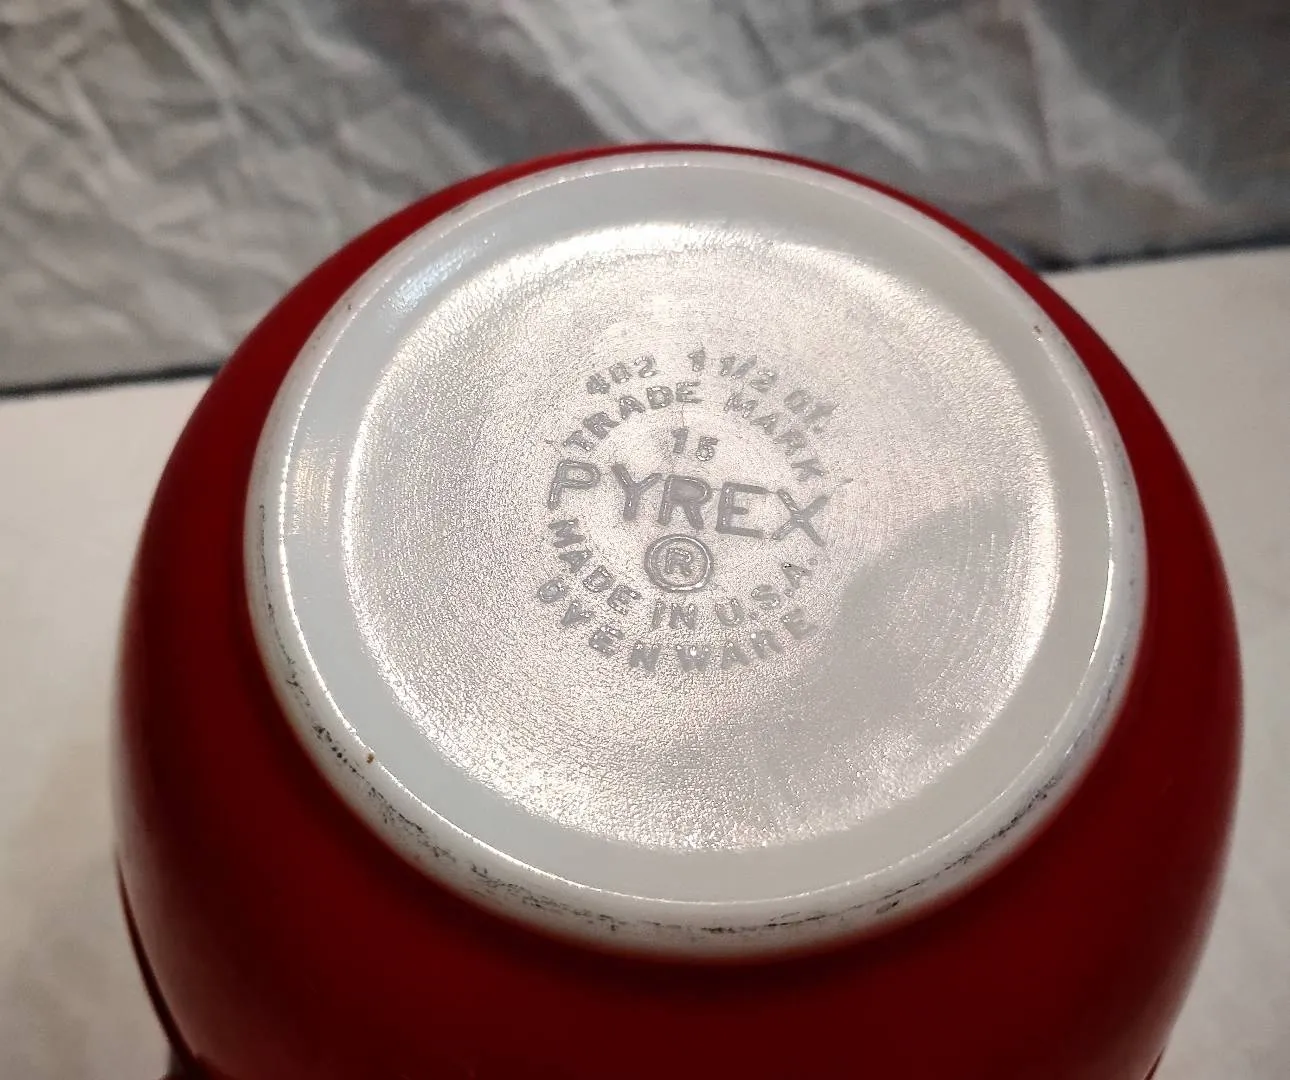 402 1 1/2 QT.
TRADE MARK
15
PYREX
®
MADE IN U.S.A.
OVENWARE